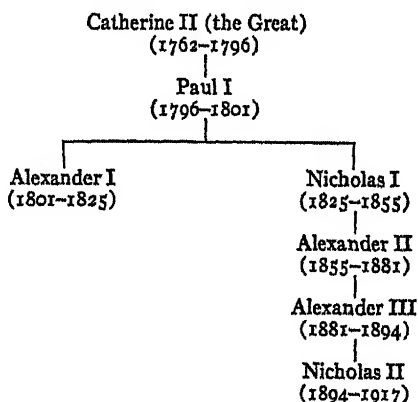 Catherine II (the Great)
(1762–1796)
Paul I
(1796–1801)
Alexander I
(1801–1825)
Nicholas I
(1825–1855)
Alexander II
(1855–1881)
Alexander III
(1881–1894)
Nicholas II
(1894–1917)